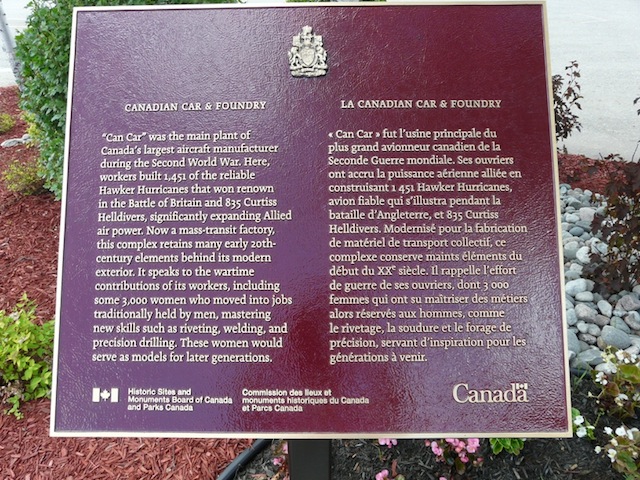 CANADIAN CAR & FOUNDRY
"Can Car" was the main plant of
Canada's largest aircraft manufacturer
during the Second World War. Here,
workers built 1,451 of the reliable
Hawker Hurricanes that won renown
in the Battle of Britain and 835 Curtiss
Helldivers, significantly expanding Allied
air power. Now a mass-transit factory,
this complex retains many early 20th-
century elements behind its modern
exterior. It speaks to the wartime
contributions of its workers, including
some 3,000 women who moved into jobs
traditionally held by men, mastering
new skills such as riveting, welding, and
precision drilling. These women would
serve as models for later generations.
LA CANADIAN CAR & FOUNDRY
« Can Car » fut l'usine principale du
plus grand avionneur canadien de la
Seconde Guerre mondiale. Ses ouvriers
ont accru la puissance aérienne alliée en
construisant 1 451 Hawker Hurricanes,
avion fiable qui s'illustra pendant la
bataille d'Angleterre, et 835 Curtiss
Helldivers. Modernisé pour la fabrication
de matériel de transport collectif, ce
complexe conserve maints éléments du
début du XXe siècle. Il rappelle l'effort
de guerre de ses ouvriers, dont 3 000
femmes qui ont su maîtriser des métiers
alors réservés aux hommes, comme
le rivetage, la soudure et le forage de
précision, servant d'inspiration pour les
générations à venir.
Historic Sites and
Monuments Board of Canada
and Parks Canada
Commission des lieux et
monuments historiques du Canada
et Parcs Canada
Canada